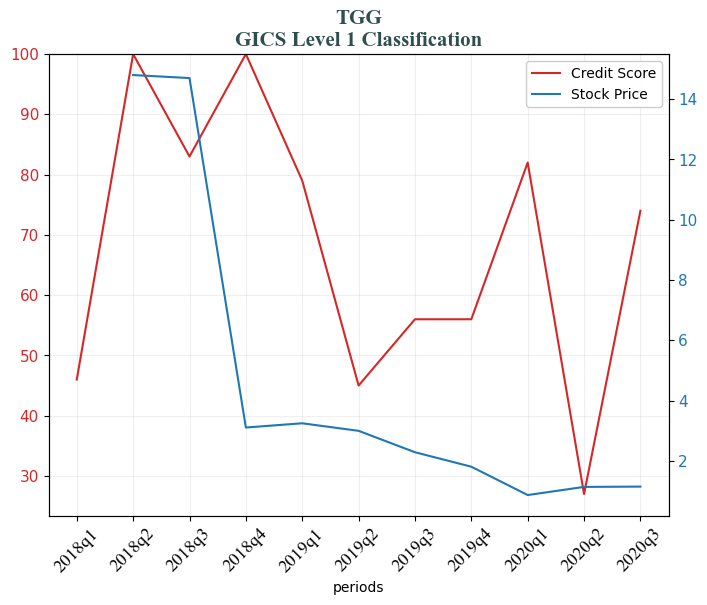 TGG
GICS Level 1 Classification
Credit Score
Stock Price
100
90
80
70
60
50
40
30
14
12
10
8
6
4
2
2018q1
2018q2
2018q3
2018q4
2019q1
2019q2
2019q3
2019q4
2020q1
2020q2
2020q3
periods